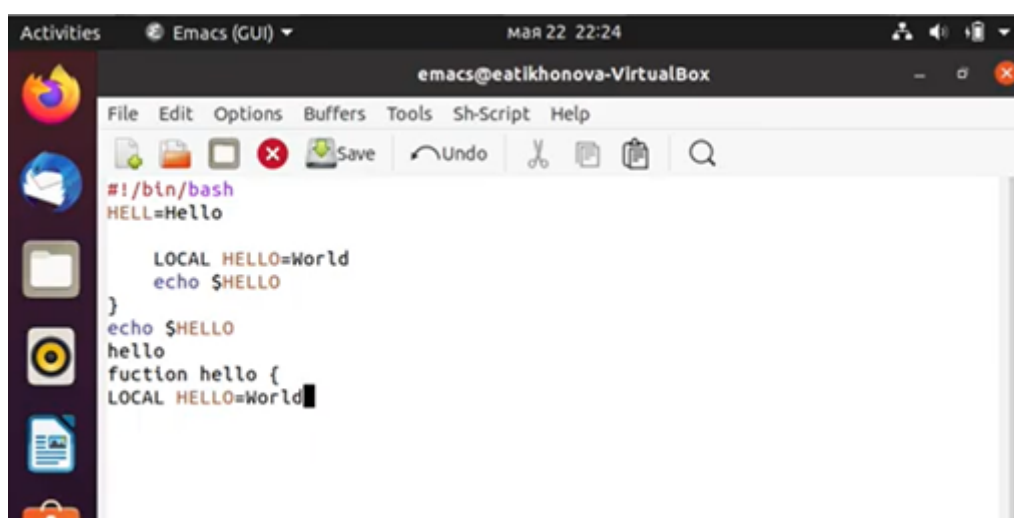 Activities Emacs (GUI) мая 22 22:24
emacs@eatikhonova-VirtualBox
File Edit Options Buffers Tools Sh-Script Help
Save Undo
#!/bin/bash
HELL=Hello
LOCAL HELLO=World
echo $HELLO
}
echo $HELLO
hello
fuction hello {
LOCAL HELLO=World